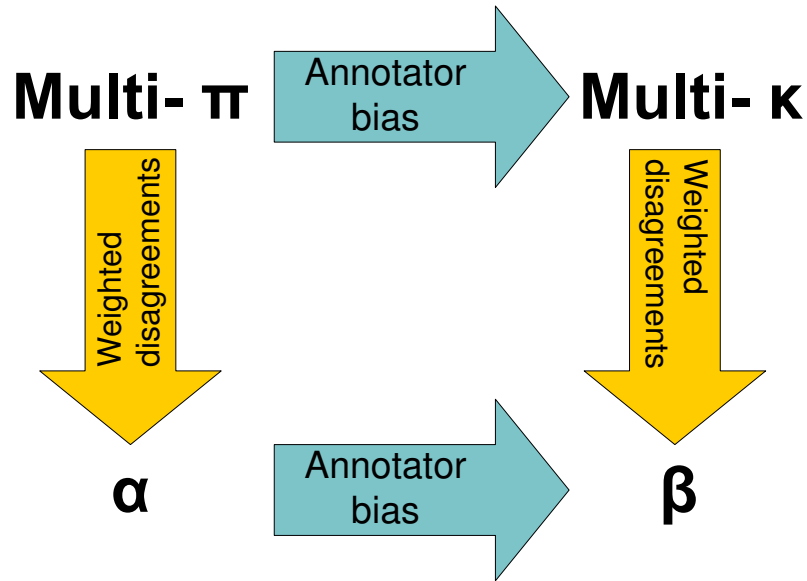 Multi- π
Annotator
bias
Multi- κ
Weighted
disagreements
Weighted
disagreements
α
Annotator
bias
β